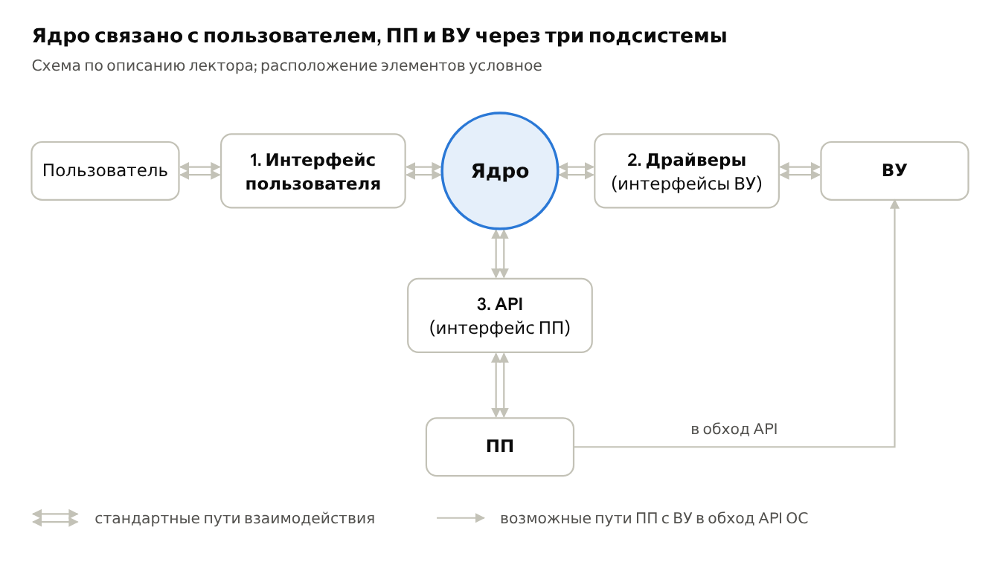 Ядро связано с пользователем, ПП и ВУ через три подсистемы
Схема по описанию лектора; расположение элементов условное
Пользователь
1. Интерфейс
пользователя
Ядро
2. Драйверы
(интерфейсы ВУ)
ВУ
3. API
(интерфейс ПП)
в обход API
ПП
стандартные пути взаимодействия
возможные пути ПП с ВУ в обход API ОС